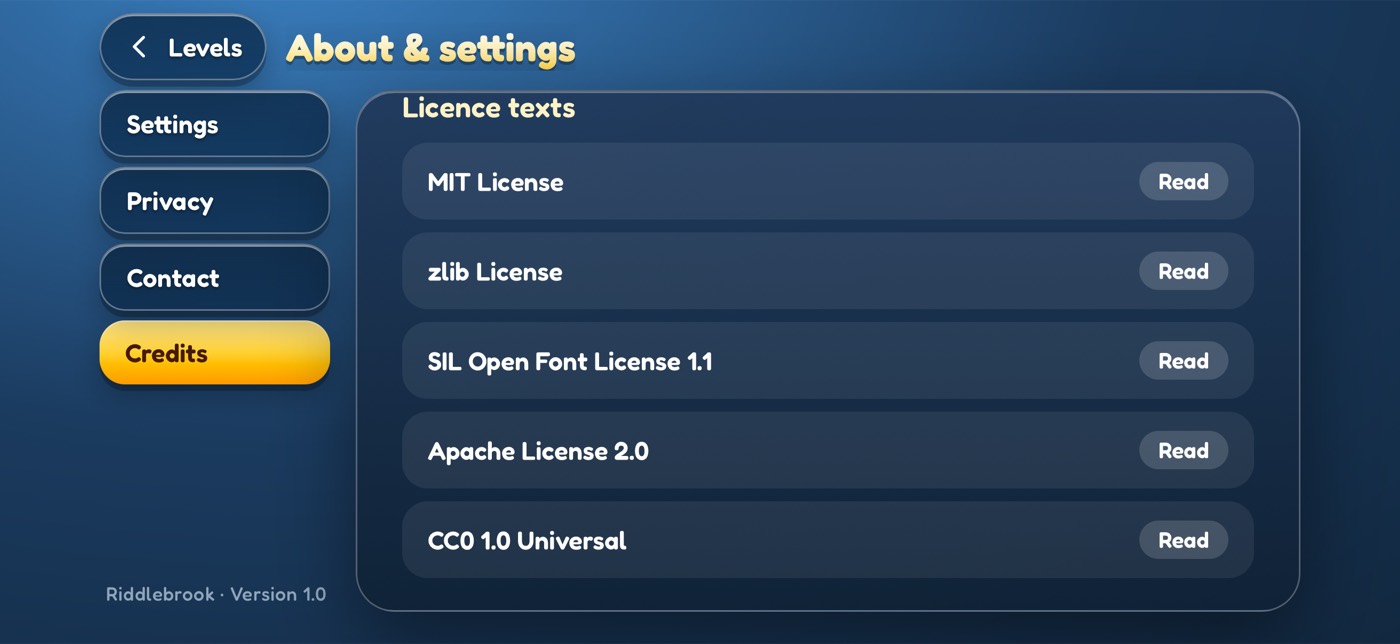 Levels
About & settings
Settings
Privacy
Contact
Credits
Riddlebrook · Version 1.0
Licence texts
MIT License
Read
zlib License
Read
SIL Open Font License 1.1
Read
Apache License 2.0
Read
CC0 1.0 Universal
Read